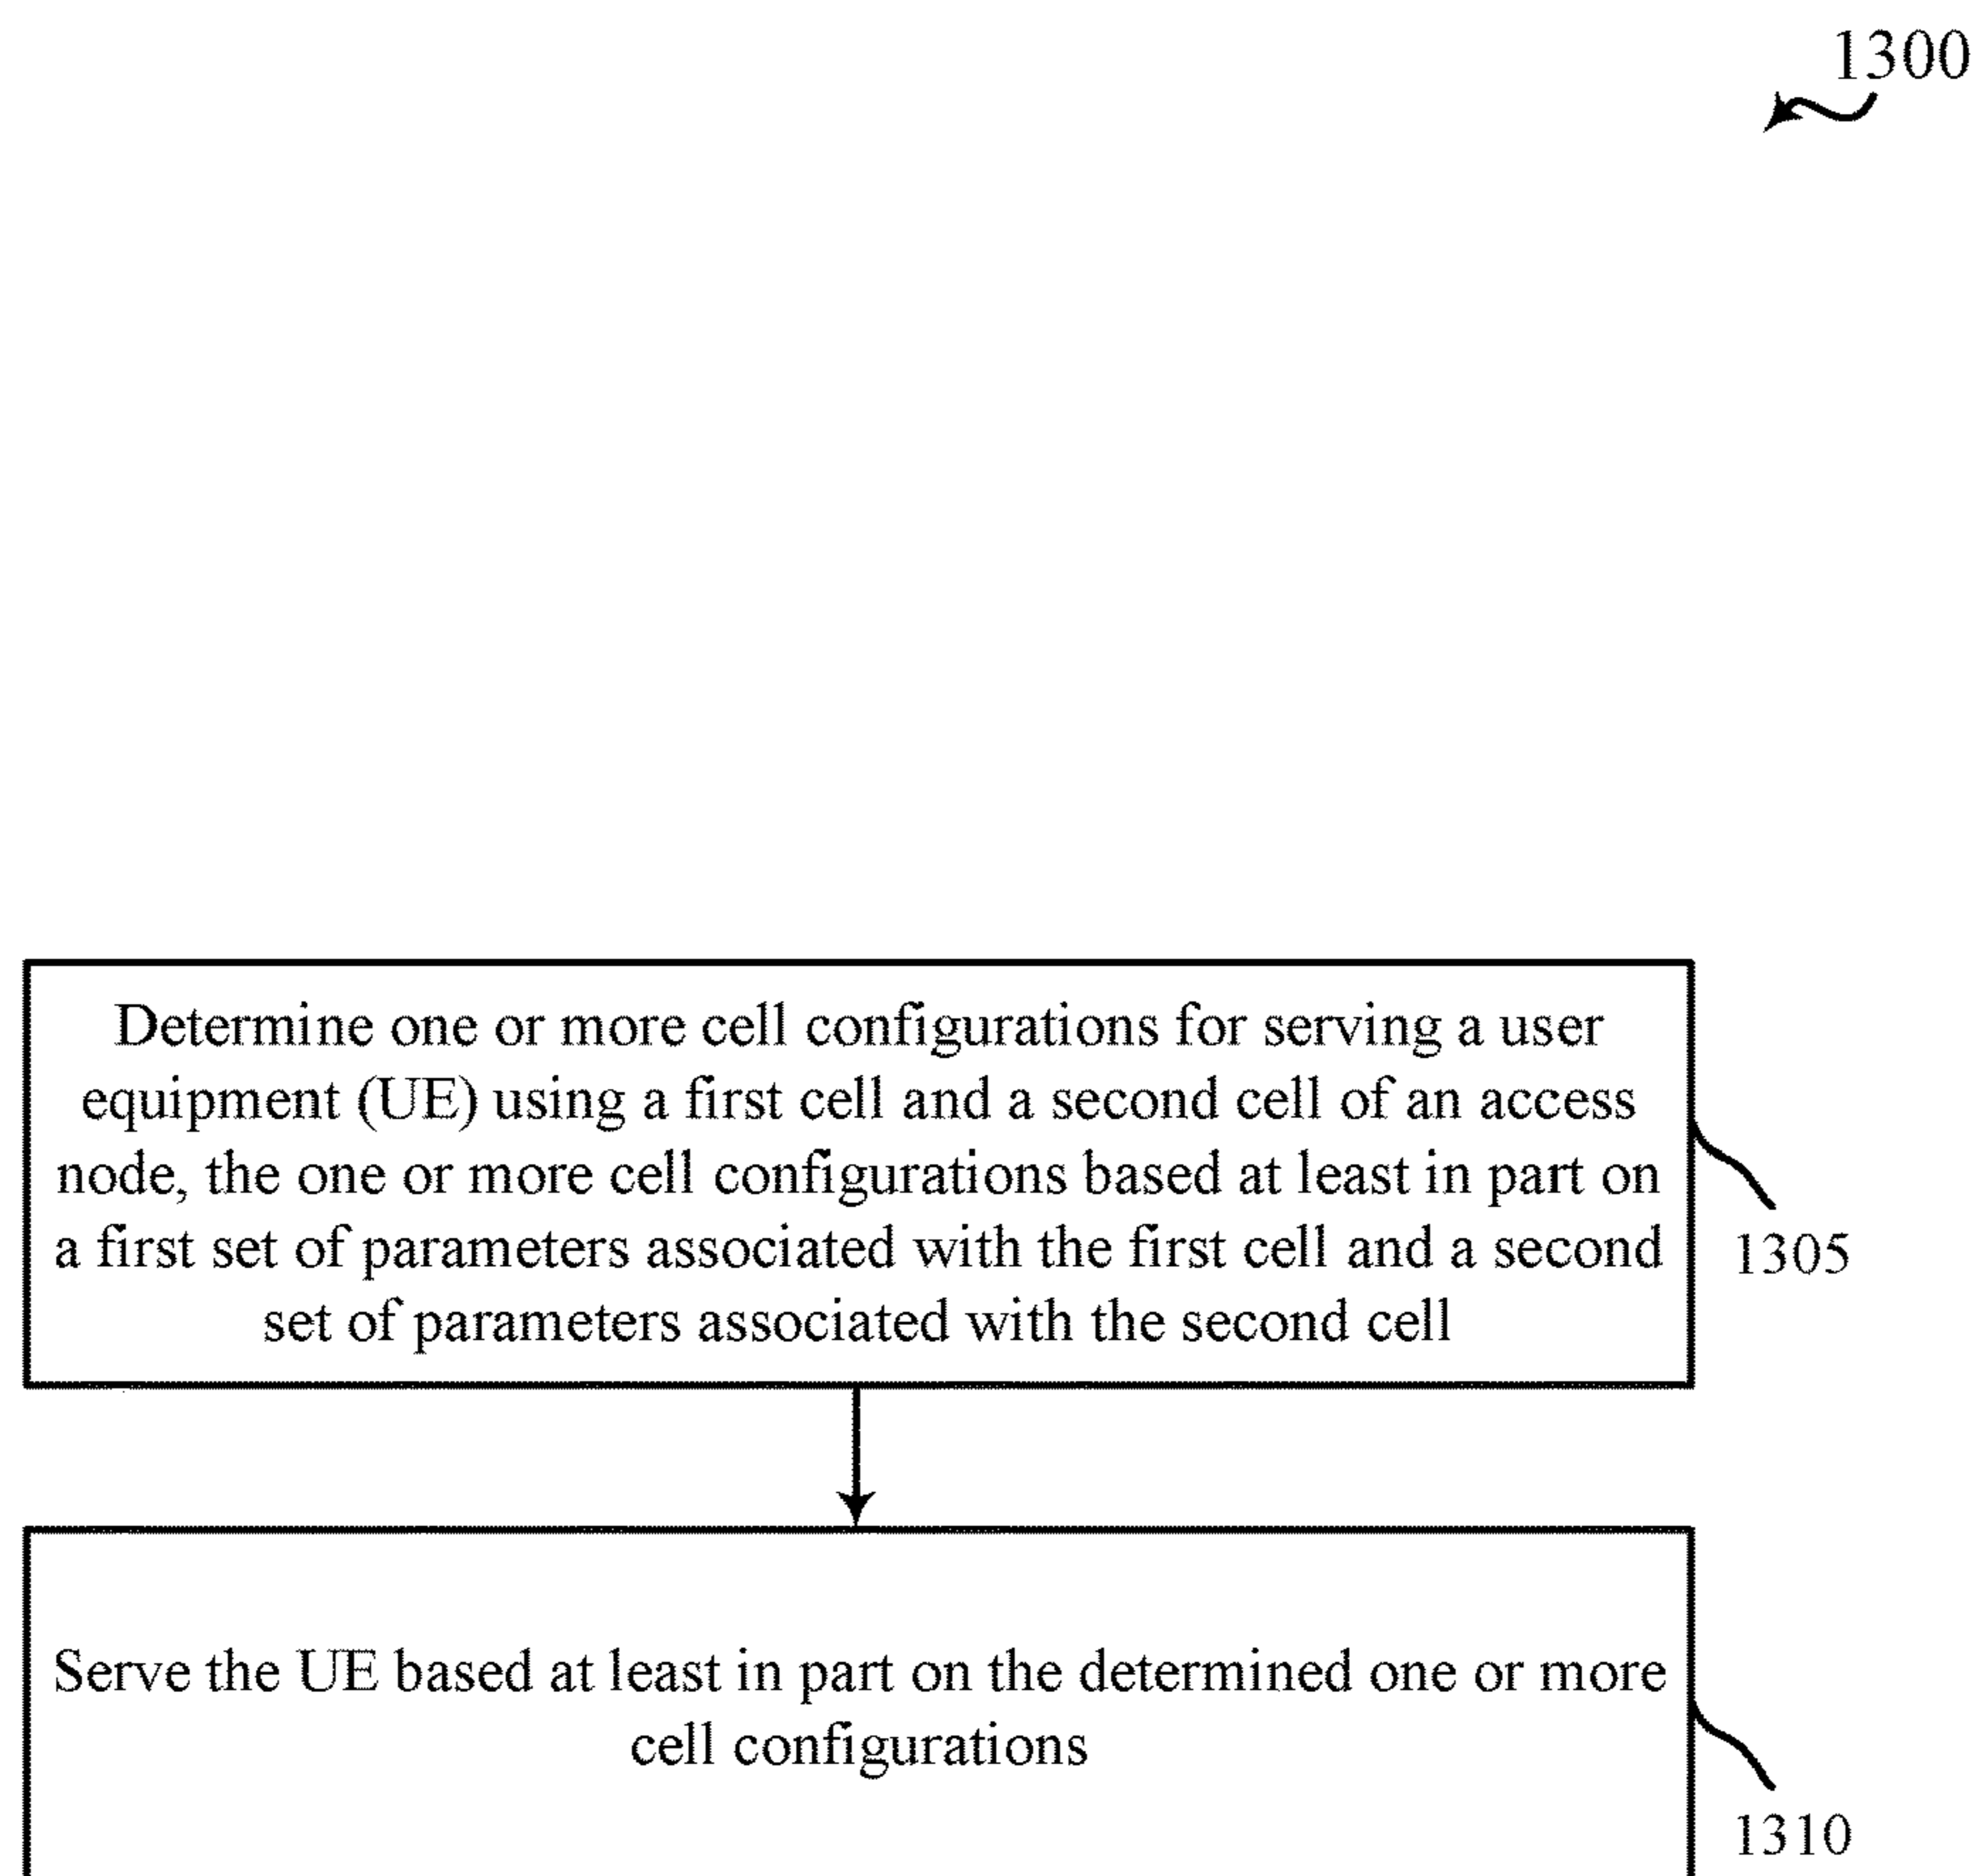 1300
Determine one or more cell configurations for serving a user
equipment (UE) using a first cell and a second cell of an access
node, the one or more cell configurations based at least in part on
a first set of parameters associated with the first cell and a second
set of parameters associated with the second cell
1305
Serve the UE based at least in part on the determined one or more
cell configurations
1310